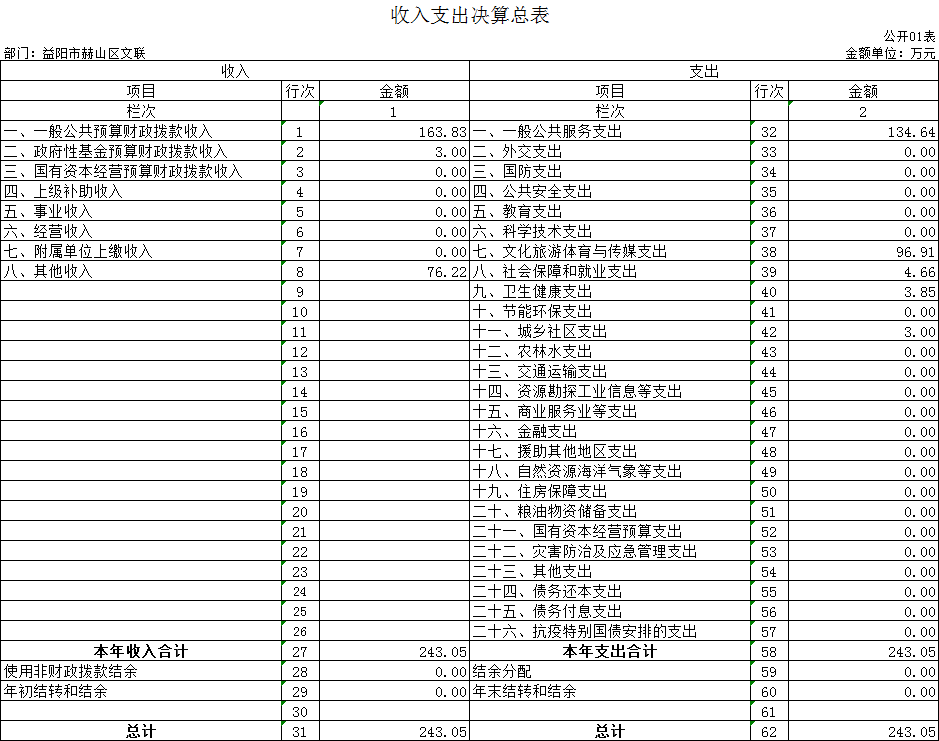 收入支出决算总表
公开01表
部门：益阳市赫山区文联 金额单位：万元
收入 支出
项目 行次 金额 项目 行次 金额
栏次 1 栏次 2
一、一般公共预算财政拨款收入 1 163.83 一、一般公共服务支出 32 134.64
二、政府性基金预算财政拨款收入 2 3.00 二、外交支出 33 0.00
三、国有资本经营预算财政拨款收入 3 0.00 三、国防支出 34 0.00
四、上级补助收入 4 0.00 四、公共安全支出 35 0.00
五、事业收入 5 0.00 五、教育支出 36 0.00
六、经营收入 6 0.00 六、科学技术支出 37 0.00
七、附属单位上缴收入 7 0.00 七、文化旅游体育与传媒支出 38 96.91
八、其他收入 8 76.22 八、社会保障和就业支出 39 4.66
9 九、卫生健康支出 40 3.85
10 十、节能环保支出 41 0.00
11 十一、城乡社区支出 42 3.00
12 十二、农林水支出 43 0.00
13 十三、交通运输支出 44 0.00
14 十四、资源勘探工业信息等支出 45 0.00
15 十五、商业服务业等支出 46 0.00
16 十六、金融支出 47 0.00
17 十七、援助其他地区支出 48 0.00
18 十八、自然资源海洋气象等支出 49 0.00
19 十九、住房保障支出 50 0.00
20 二十、粮油物资储备支出 51 0.00
21 二十一、国有资本经营预算支出 52 0.00
22 二十二、灾害防治及应急管理支出 53 0.00
23 二十三、其他支出 54 0.00
24 二十四、债务还本支出 55 0.00
25 二十五、债务付息支出 56 0.00
26 二十六、抗疫特别国债安排的支出 57 0.00
本年收入合计 27 243.05 本年支出合计 58 243.05
使用非财政拨款结余 28 0.00 结余分配 59 0.00
年初结转和结余 29 0.00 年末结转和结余 60 0.00
30 61
总计 31 243.05 总计 62 243.05